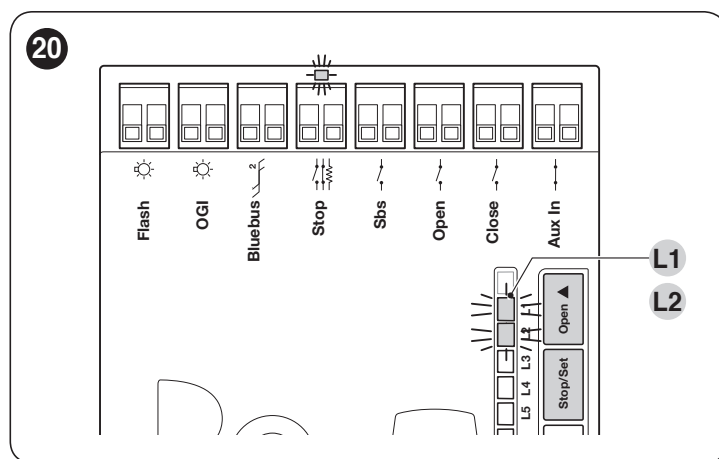 20
Flash
OGI
Bluebus
2
Stop
Sbs
Open
Close
Aux In
L1
L2
L3
L4
L5
Open ▲
Stop/Set
L1
L2